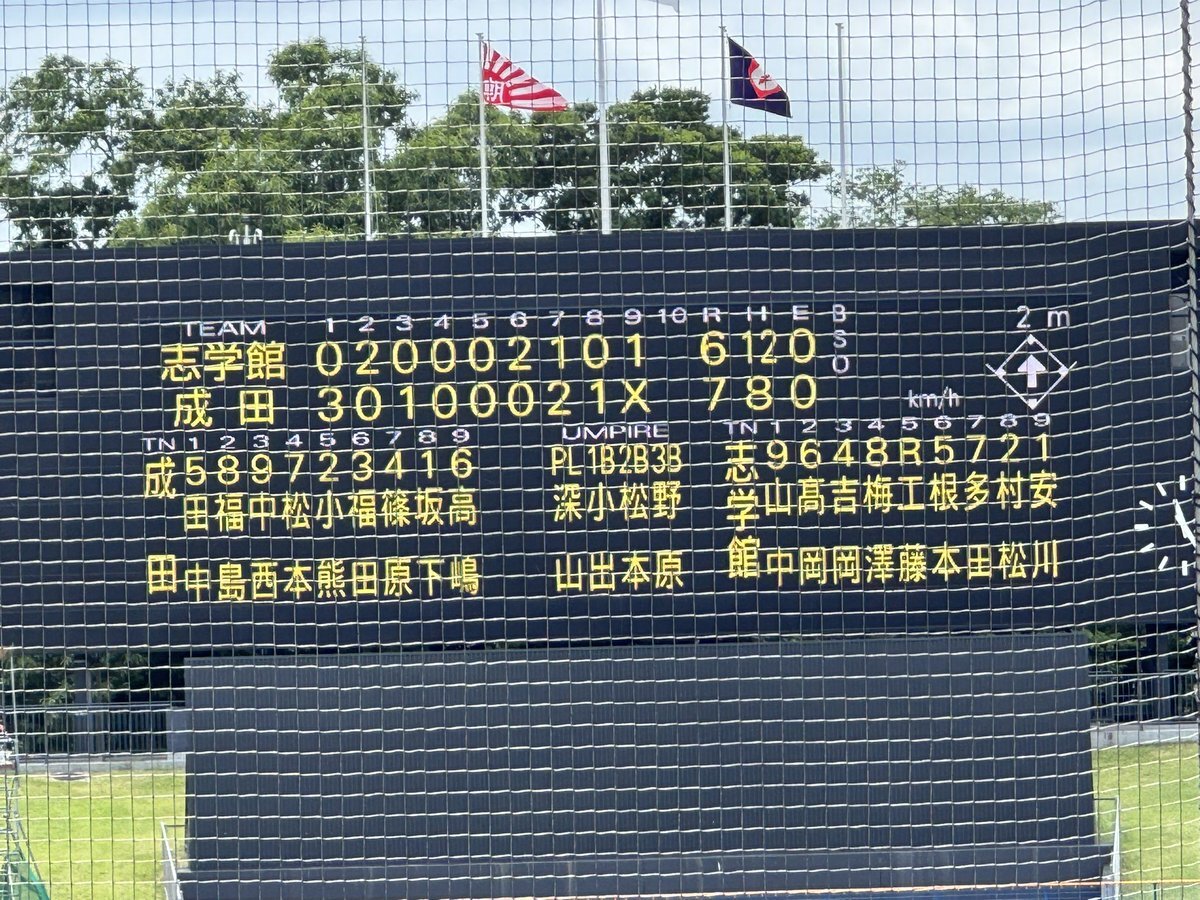 朝
TEAM 1 2 3 4 5 6 7 8 9 10 R H E B
志学館 0 2 0 0 0 2 1 0 1 6 12 0 S
O
成田 3 0 1 0 0 0 2 1 X 7 8 0
2 m
km/h
TN 1 2 3 4 5 6 7 8 9
成田 5 8 9 7 2 3 4 1 6
田中 福島 中西 松本 小熊 福田 篠原 坂下 高嶋
UMPIRE
PL 1B 2B 3B
深山 小出 松本 野原
TN 1 2 3 4 5 6 7 8 9
志学館 9 6 4 8 R 5 7 2 1
山中 髙岡 吉岡 梅澤 工藤 根本 多田 村松 安川